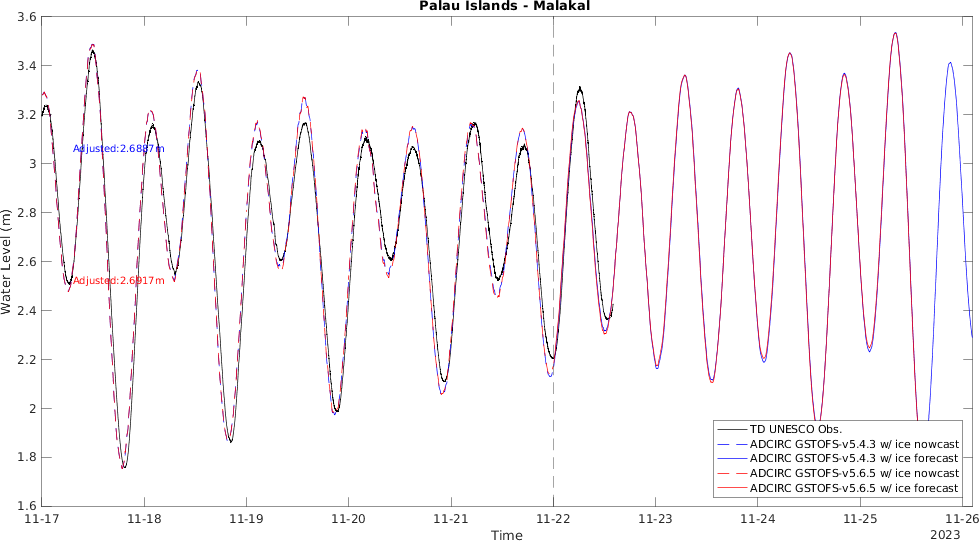 Palau Islands - Malakal
3.6
3.4
3.2
3
2.8
2.6
2.4
2.2
2
1.8
1.6
Water Level (m)
Adjusted:2.6887m
Adjusted:2.6917m
TD UNESCO Obs.
ADCIRC GSTOFS-v5.4.3 w/ ice nowcast
ADCIRC GSTOFS-v5.4.3 w/ ice forecast
ADCIRC GSTOFS-v5.6.5 w/ ice nowcast
ADCIRC GSTOFS-v5.6.5 w/ ice forecast
11-17 11-18 11-19 11-20 11-21 11-22 11-23 11-24 11-25 11-26
Time
2023